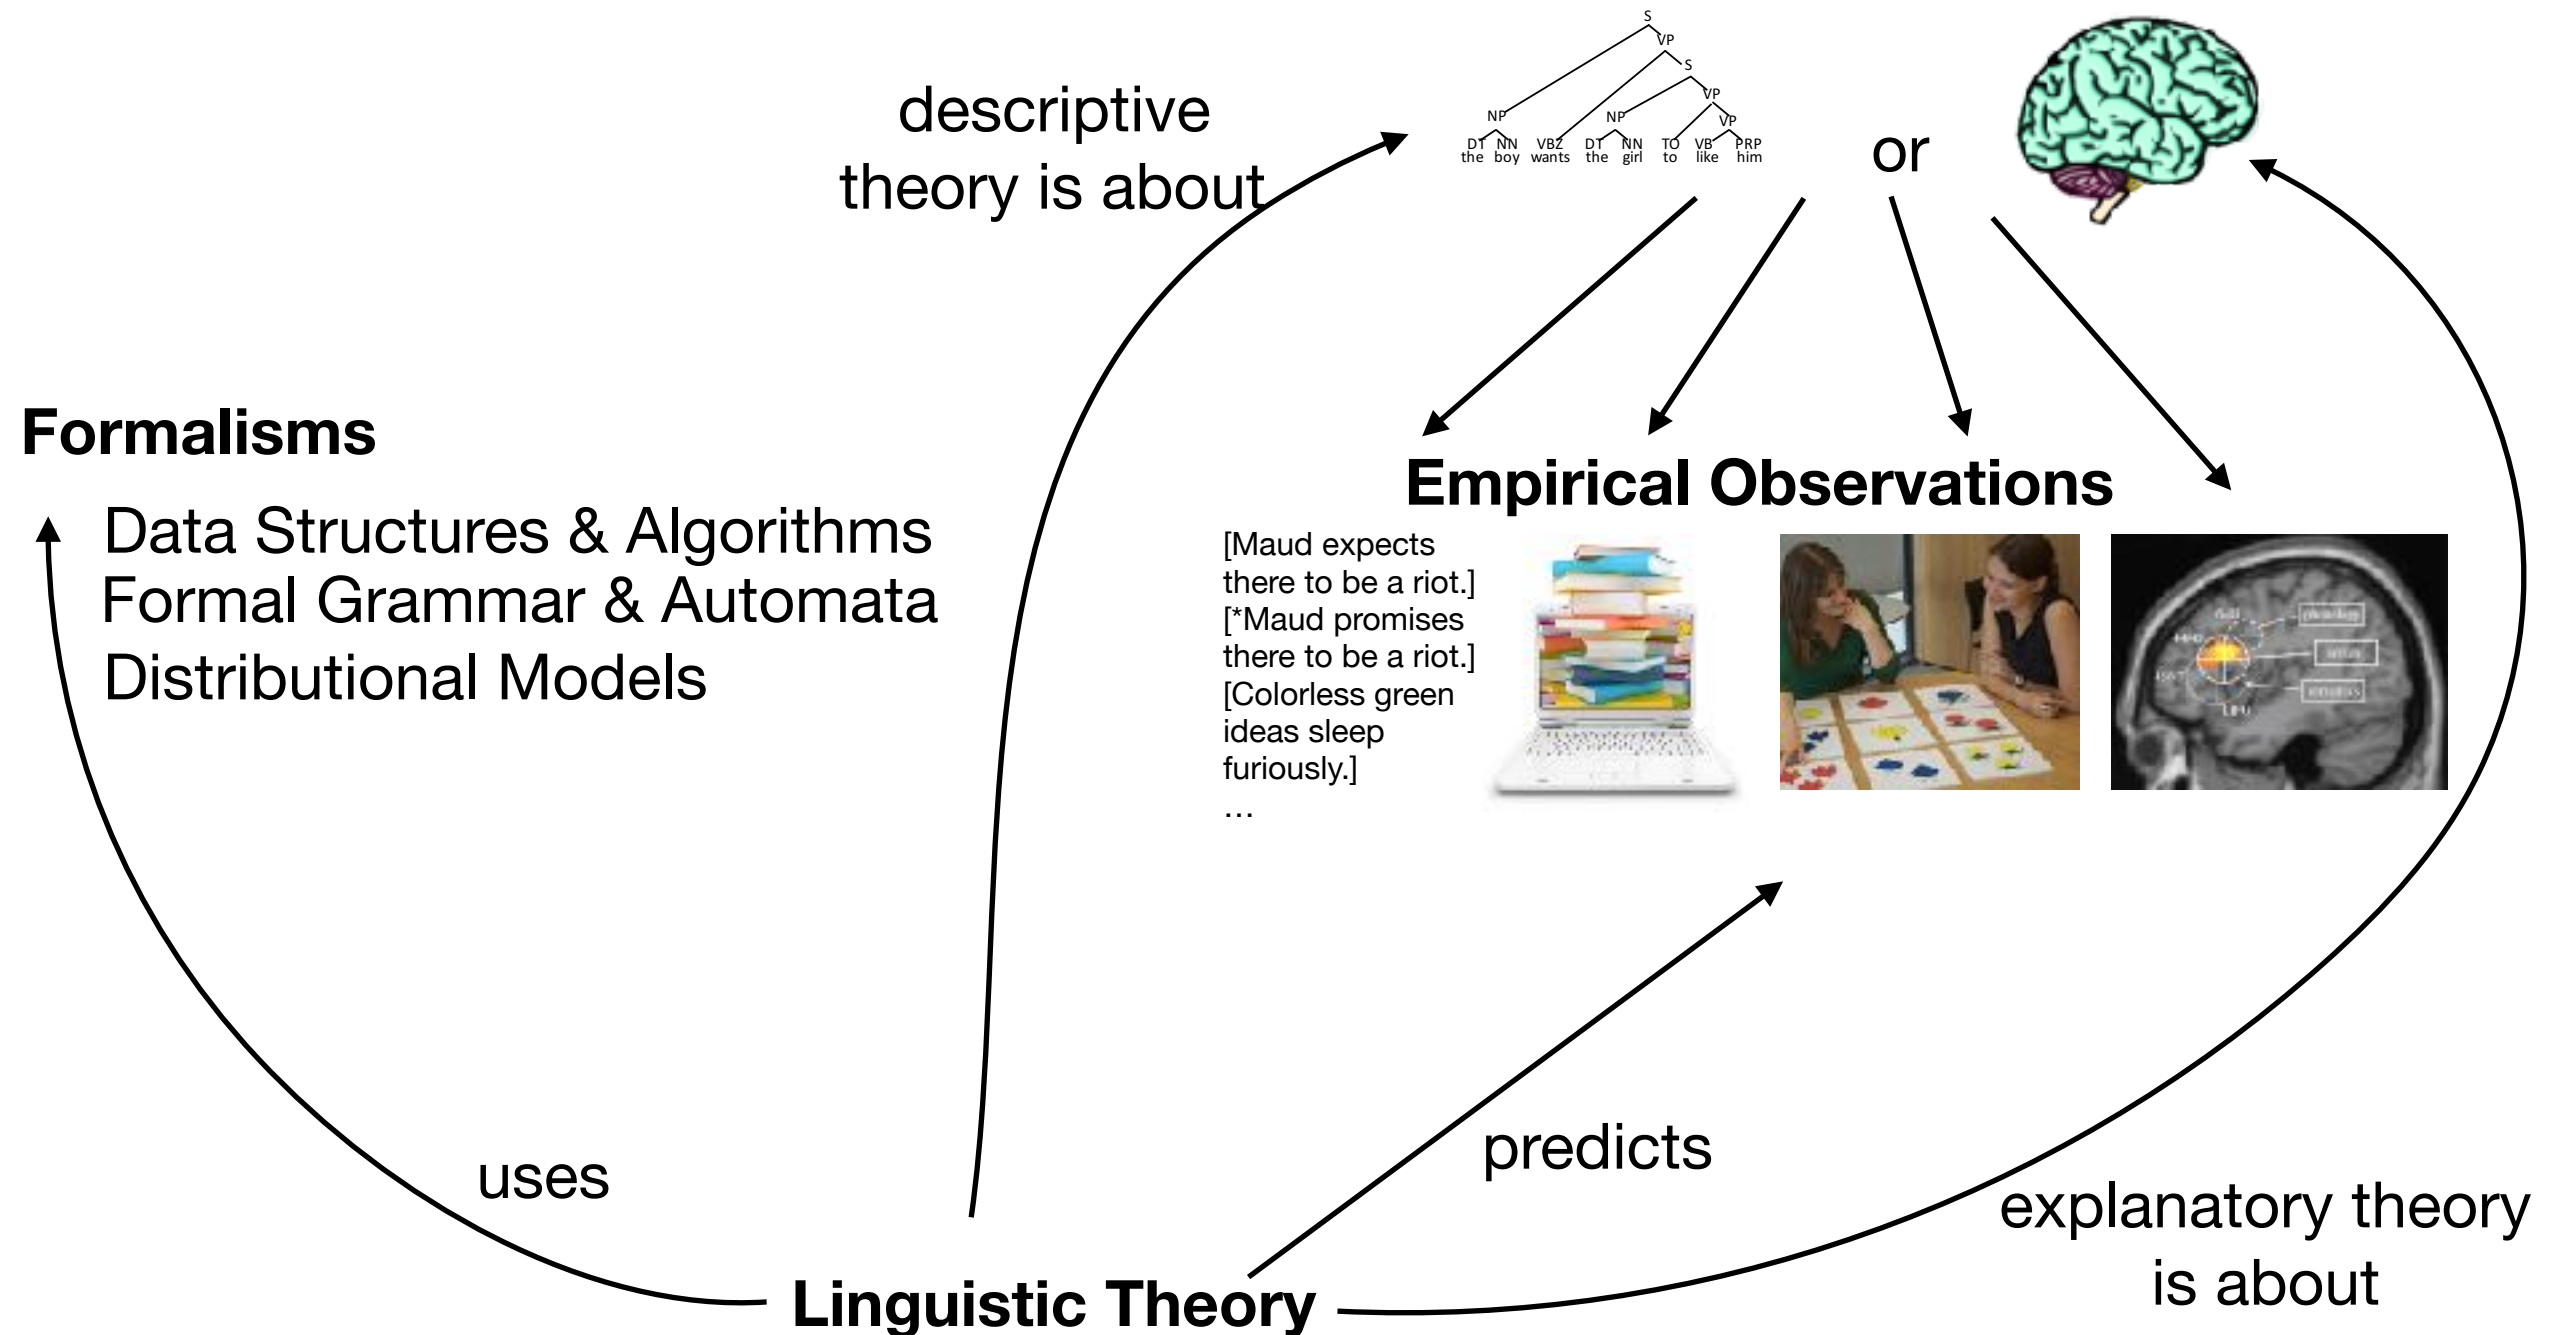 S
VP
S
VP
NP NP VP
DT NN VBZ DT NN TO VB PRP
the boy wants the girl to like him
or
descriptive
theory is about
Formalisms
Data Structures & Algorithms
Formal Grammar & Automata
Distributional Models
Empirical Observations
[Maud expects
there to be a riot.]
[*Maud promises
there to be a riot.]
[Colorless green
ideas sleep
furiously.]
…
uses
predicts
explanatory theory
is about
Linguistic Theory